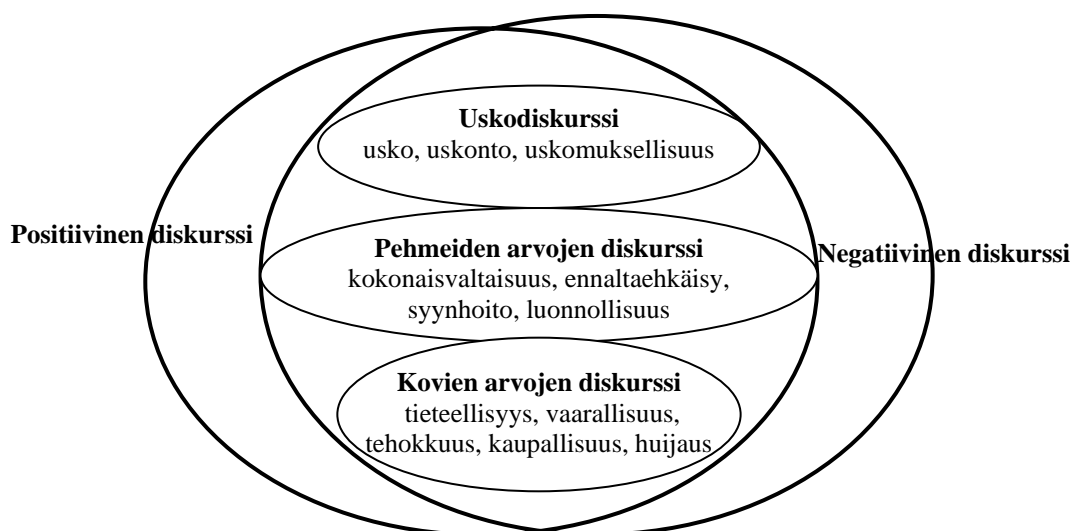 Uskodiskurssi
usko, uskonto, uskomuksellisuus
Positiivinen diskurssi
Pehmeiden arvojen diskurssi
kokonaisvaltaisuus, ennaltaehkäisy,
syynhoito, luonnollisuus
Negatiivinen diskurssi
Kovien arvojen diskurssi
tieteellisyys, vaarallisuus,
tehokkuus, kaupallisuus, huijaus